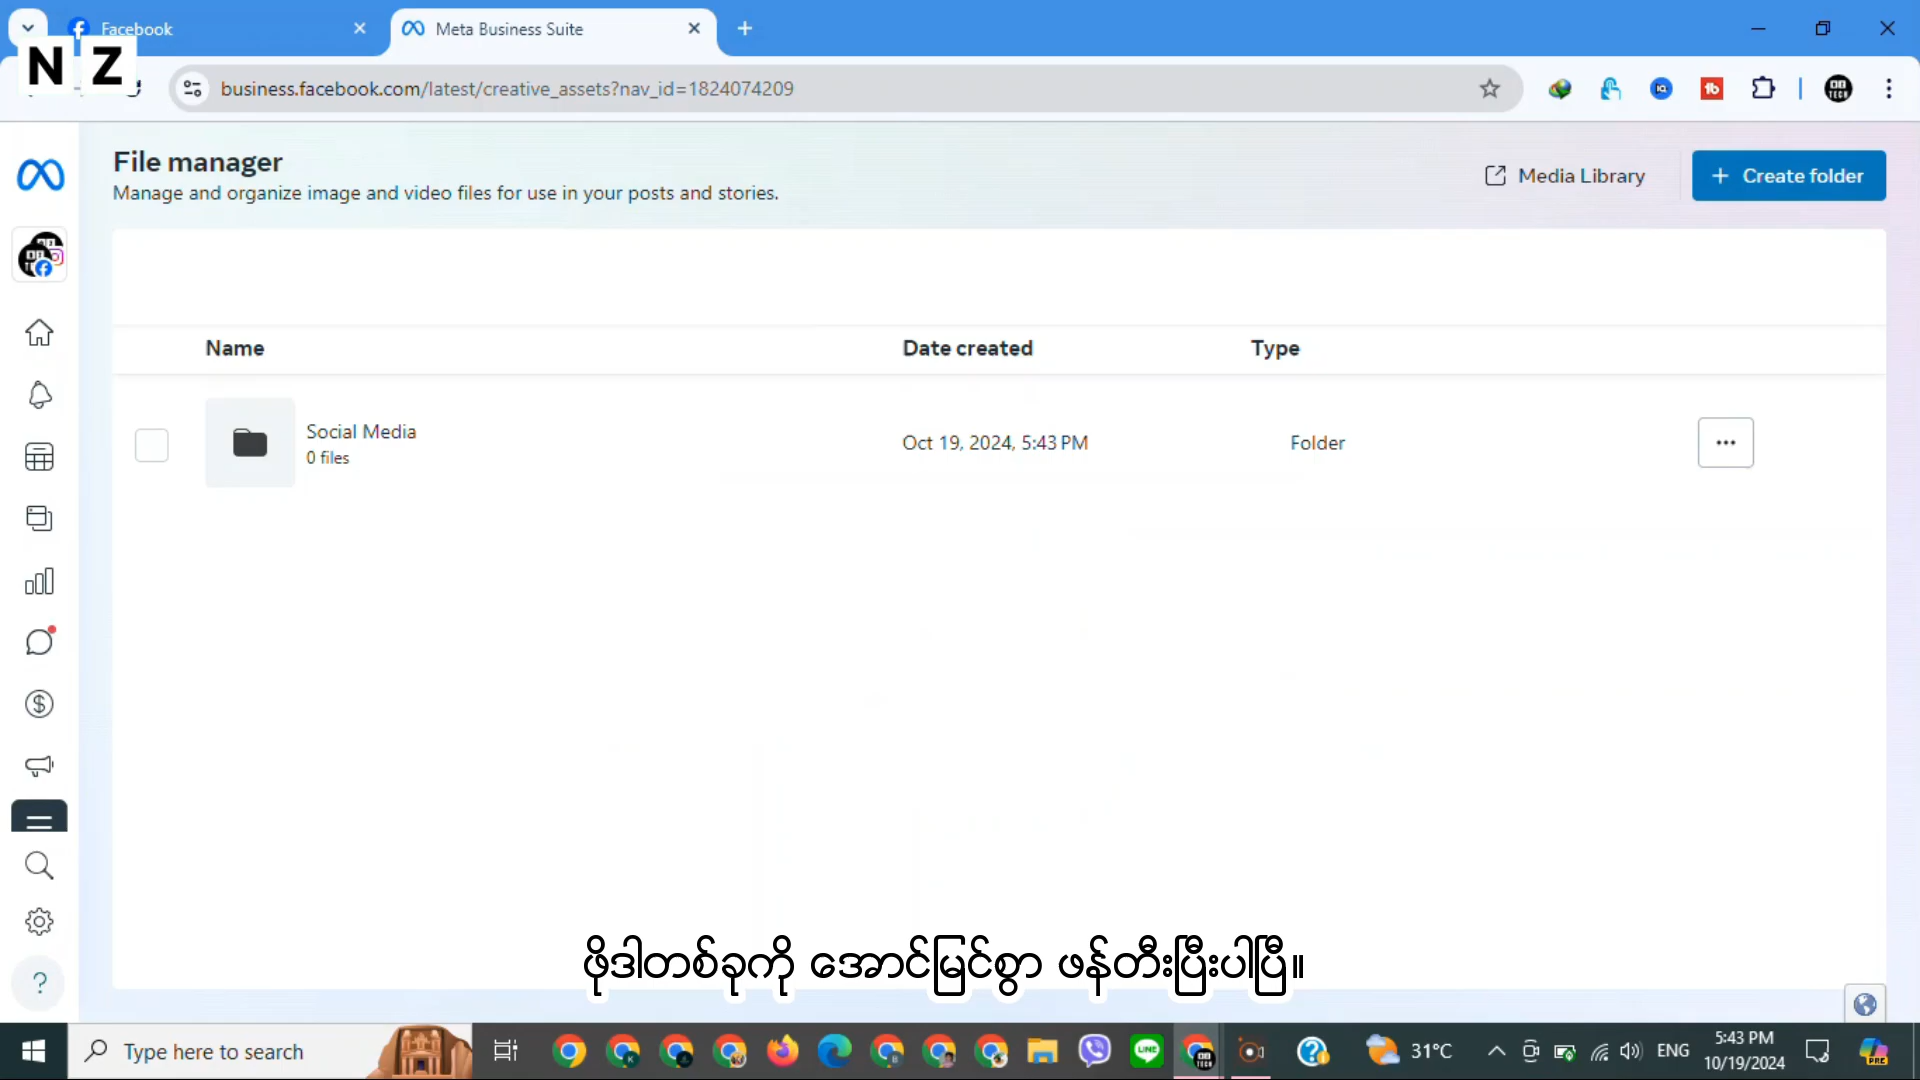 Facebook
Meta Business Suite
NZ
business.facebook.com/latest/creative_assets?nav_id=1824074209
File manager
Manage and organize image and video files for use in your posts and stories.
Media Library
+ Create folder
Name Date created Type
Social Media
0 files
Oct 19, 2024, 5:43 PM
Folder
ဖိုဒါတစ်ခုကို အောင်မြင်စွာ ဖန်တီးပြီးပါပြီ။
Type here to search
31°C
ENG
5:43 PM
10/19/2024